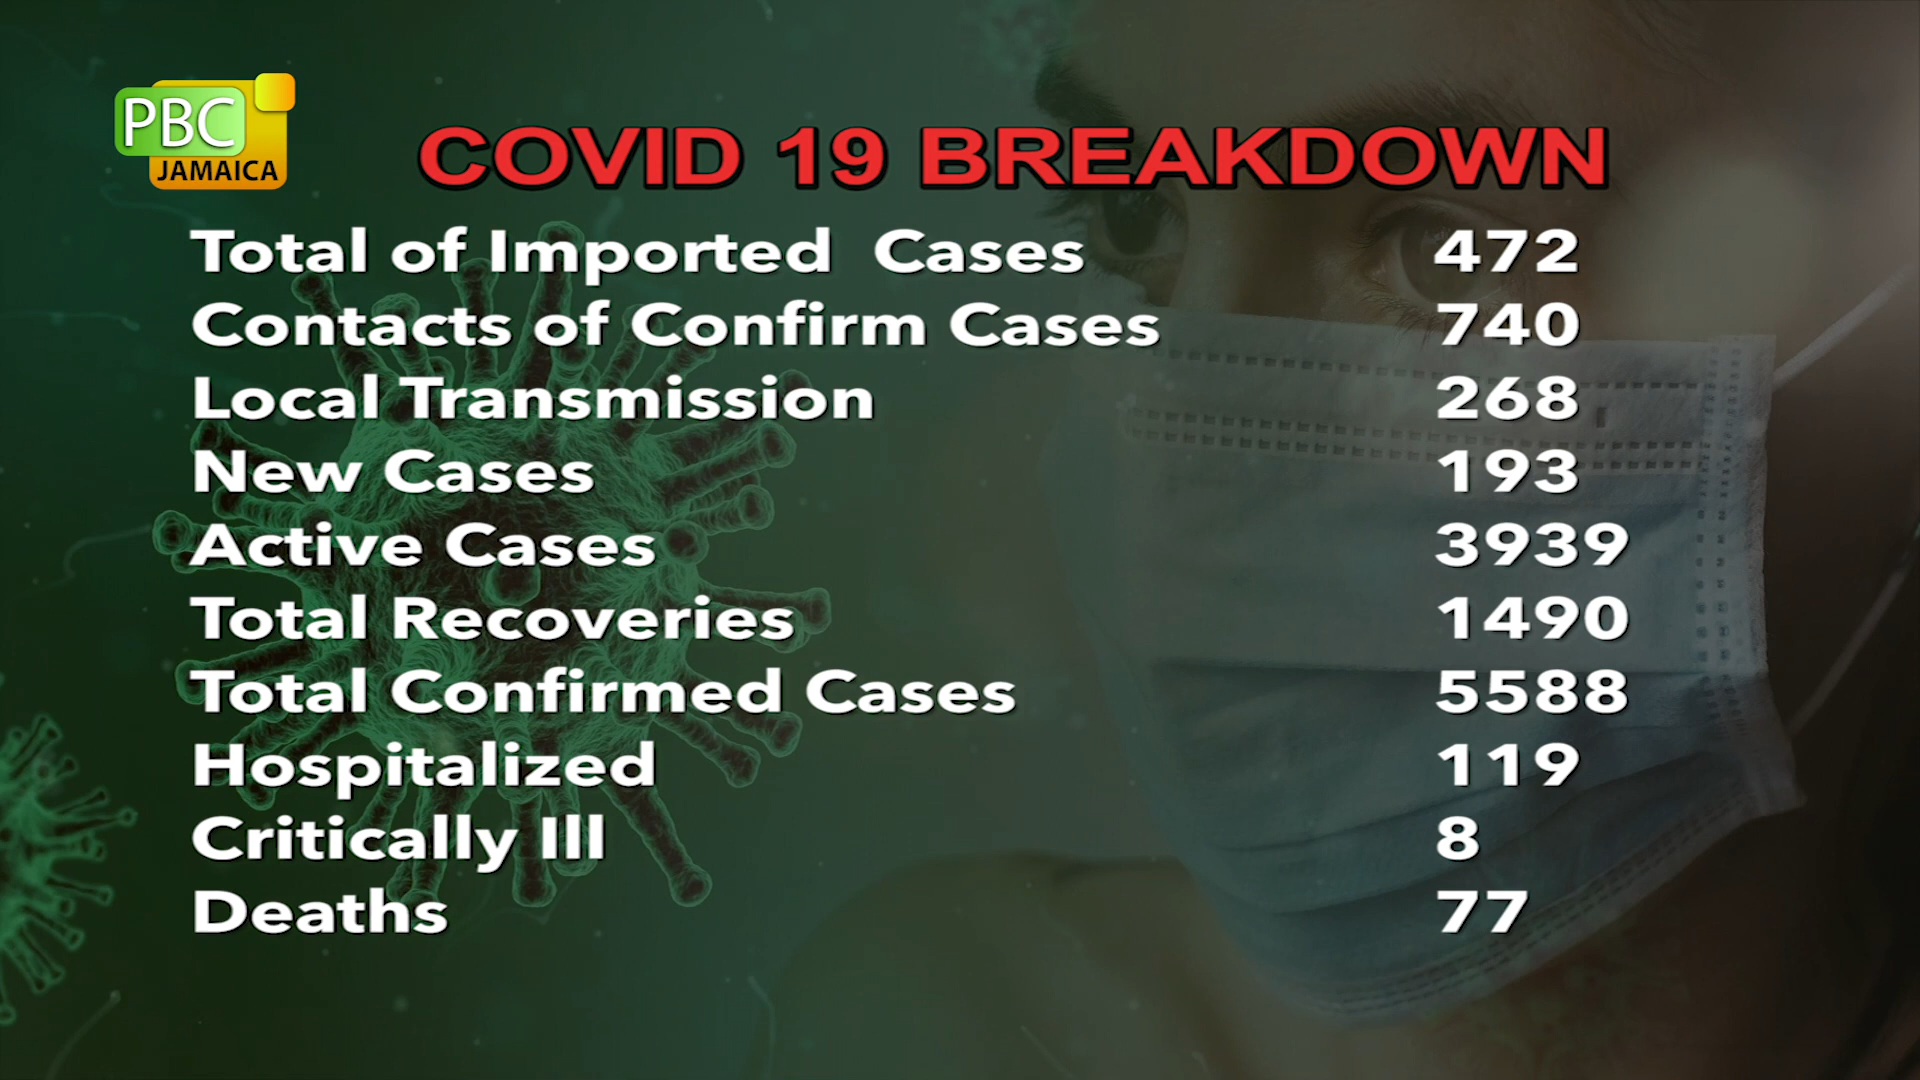 PBC
JAMAICA
COVID 19 BREAKDOWN
Total of Imported Cases 472
Contacts of Confirm Cases 740
Local Transmission 268
New Cases 193
Active Cases 3939
Total Recoveries 1490
Total Confirmed Cases 5588
Hospitalized 119
Critically Ill 8
Deaths 77